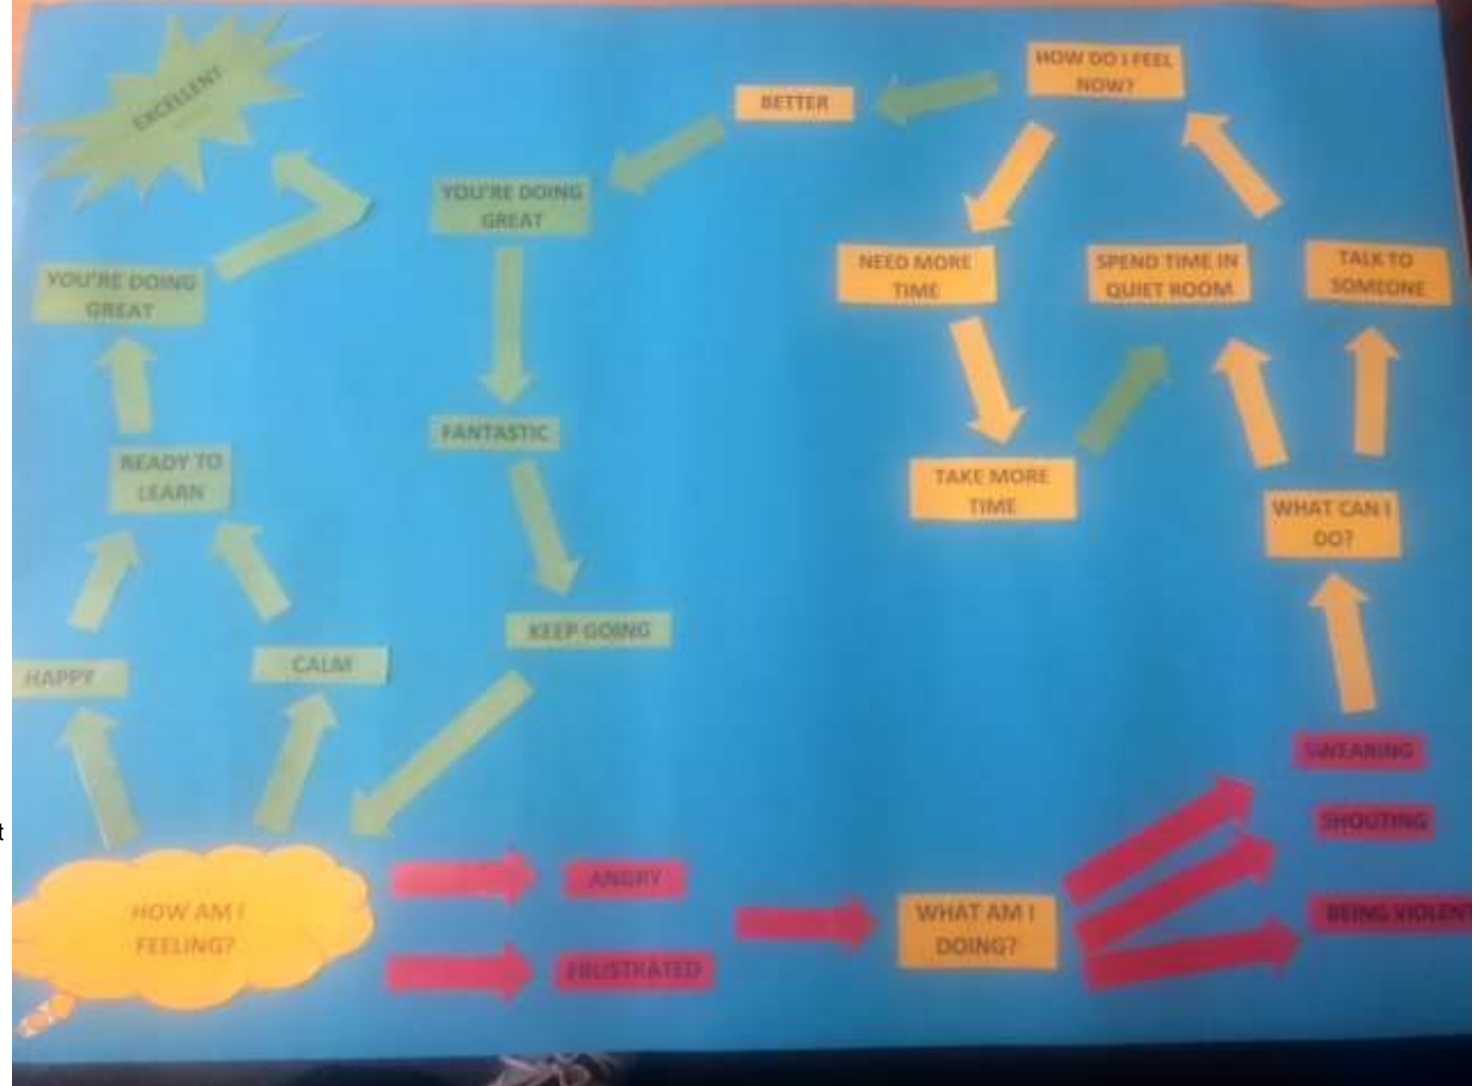 EXCELLENT
HOW DO I FEEL
NOW?
BETTER
YOU'RE DOING
GREAT
YOU'RE DOING
GREAT
NEED MORE
TIME
SPEND TIME IN
QUIET ROOM
TALK TO
SOMEONE
FANTASTIC
READY TO
LEARN
TAKE MORE
TIME
WHAT CAN I
DO?
KEEP GOING
HAPPY
CALM
SWEARING
SHOUTING
t
ANGRY
HOW AM I
FEELING?
WHAT AM I
DOING?
BEING VIOLENT
FRUSTRATED